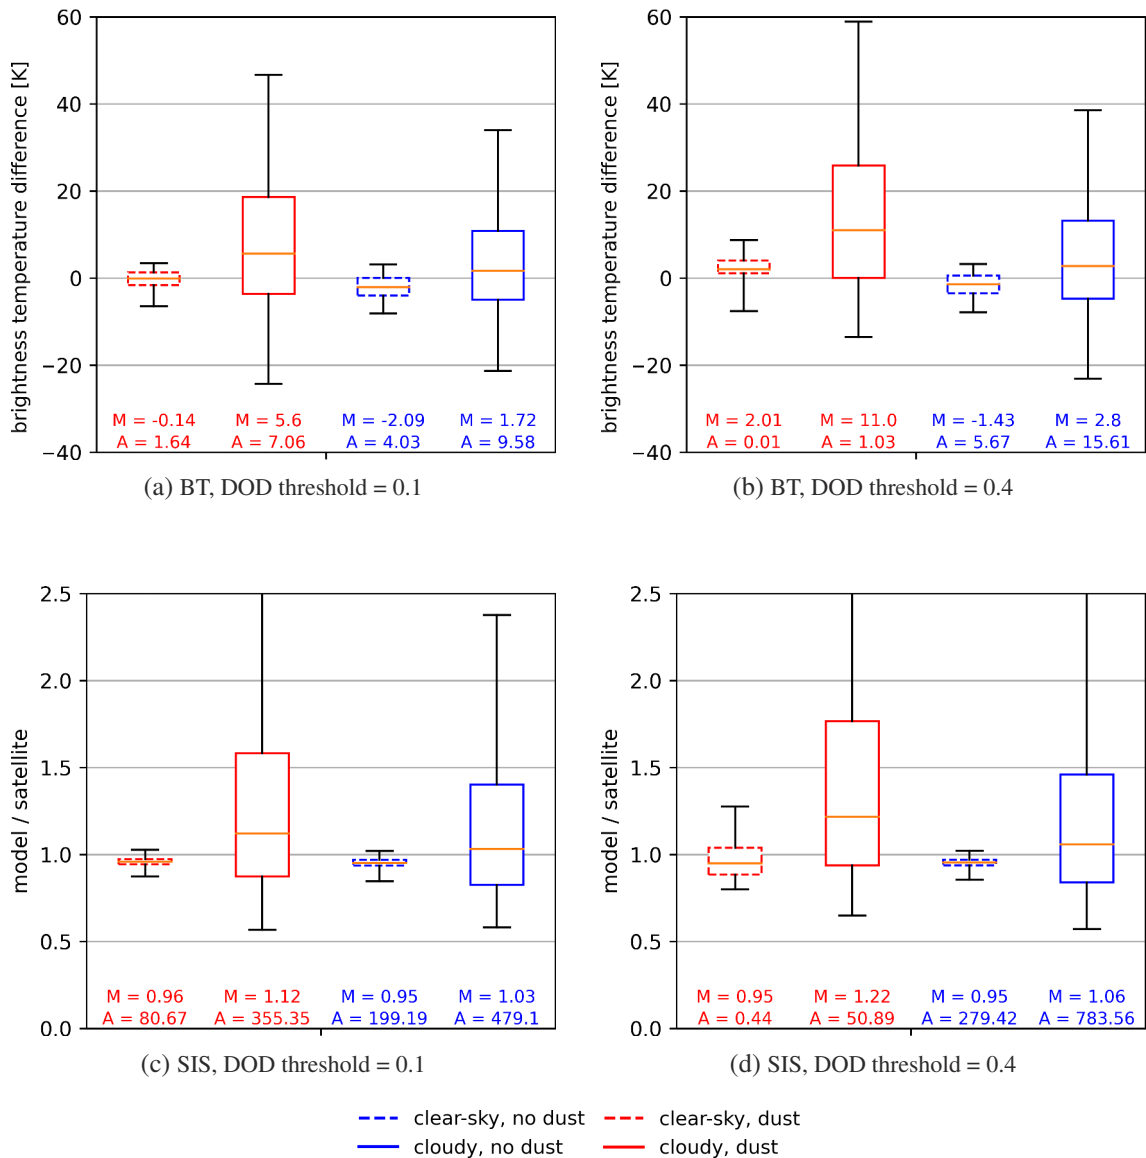 60
40
20
0
−20
−40
brightness temperature difference [K]
M = -0.14 M = 5.6 M = -2.09 M = 1.72
A = 1.64 A = 7.06 A = 4.03 A = 9.58
(a) BT, DOD threshold = 0.1
60
40
20
0
−20
−40
brightness temperature difference [K]
M = 2.01 M = 11.0 M = -1.43 M = 2.8
A = 0.01 A = 1.03 A = 5.67 A = 15.61
(b) BT, DOD threshold = 0.4
2.5
2.0
1.5
1.0
0.5
0.0
model / satellite
M = 0.96 M = 1.12 M = 0.95 M = 1.03
A = 80.67 A = 355.35 A = 199.19 A = 479.1
(c) SIS, DOD threshold = 0.1
2.5
2.0
1.5
1.0
0.5
0.0
model / satellite
M = 0.95 M = 1.22 M = 0.95 M = 1.06
A = 0.44 A = 50.89 A = 279.42 A = 783.56
(d) SIS, DOD threshold = 0.4
clear-sky, no dust clear-sky, dust
cloudy, no dust cloudy, dust